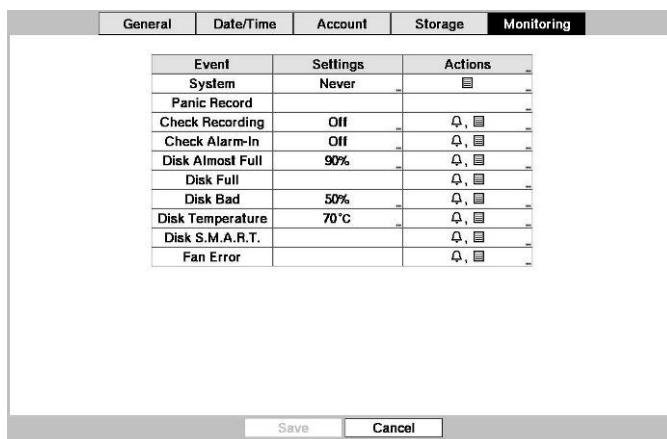 General Date/Time Account Storage Monitoring
Event Settings Actions
System Never
Panic Record
Check Recording Off ,
Check Alarm-In Off ,
Disk Almost Full 90% ,
Disk Full ,
Disk Bad 50% ,
Disk Temperature 70°C ,
Disk S.M.A.R.T. ,
Fan Error ,
Save Cancel